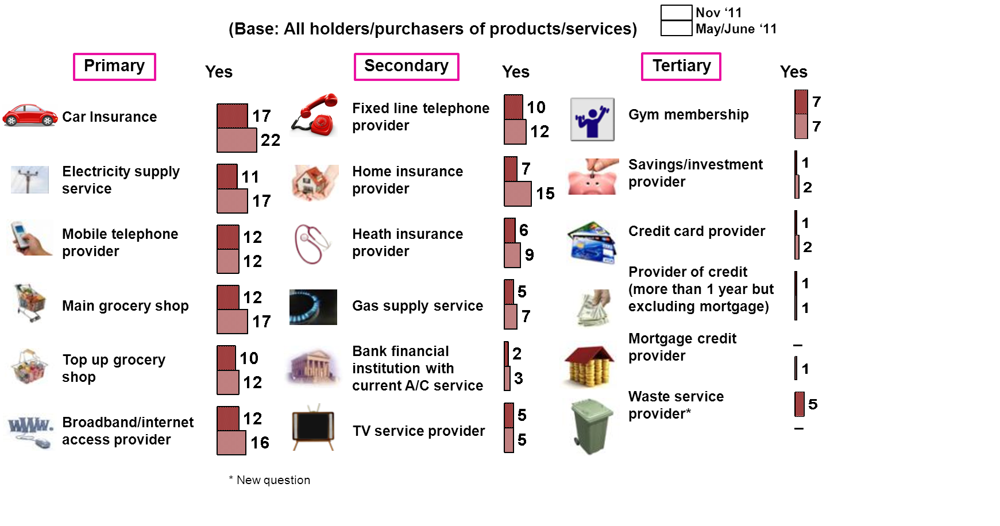 Nov ‘11
(Base: All holders/purchasers of products/services)
May/June ‘11
Primary
Yes
Car Insurance
17
22
Electricity supply
service
11
17
Mobile telephone
provider
12
12
Main grocery shop
12
17
Top up grocery
shop
10
12
Broadband/internet
access provider
12
16
Secondary
Yes
Fixed line telephone
provider
10
12
Home insurance
provider
7
15
Heath insurance
provider
6
9
Gas supply service
5
7
Bank financial
institution with
current A/C service
2
3
TV service provider
5
5
Tertiary
Yes
Gym membership
7
7
Savings/investment
provider
1
2
Credit card provider
1
2
Provider of credit
(more than 1 year but
excluding mortgage)
1
1
Mortgage credit
provider
–
1
Waste service
provider*
5
–
www.
* New question